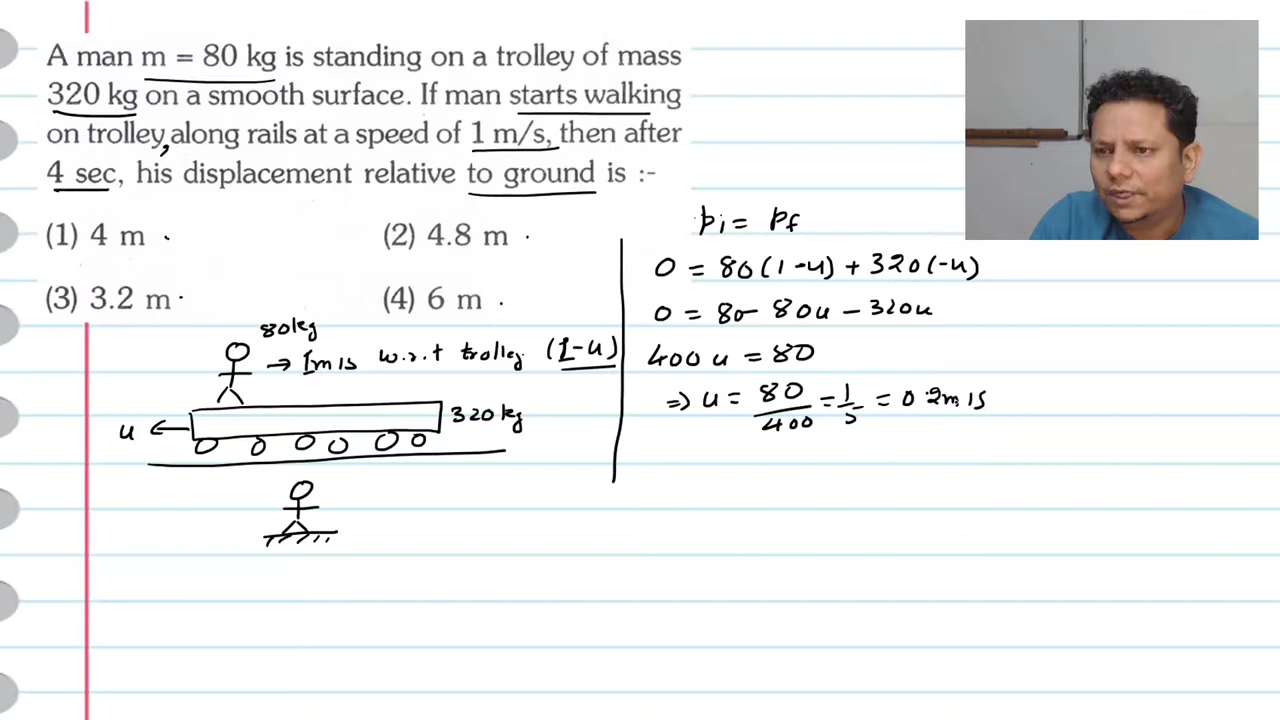 A man m = 80 kg is standing on a trolley of mass
320 kg on a smooth surface. If man starts walking
on trolley, along rails at a speed of 1 m/s, then after
4 sec, his displacement relative to ground is :-
(1) 4 m
(2) 4.8 m
(3) 3.2 m
(4) 6 m
80kg
→ 1m/s w.r.t trolley (1-u)
320 kg
u ←
pi = pf
0 = 80(1-u) + 320(-u)
0 = 80- 80u - 320u
400 u = 80
⇒ u = 80/400 = 1/5 = 0.2m/s